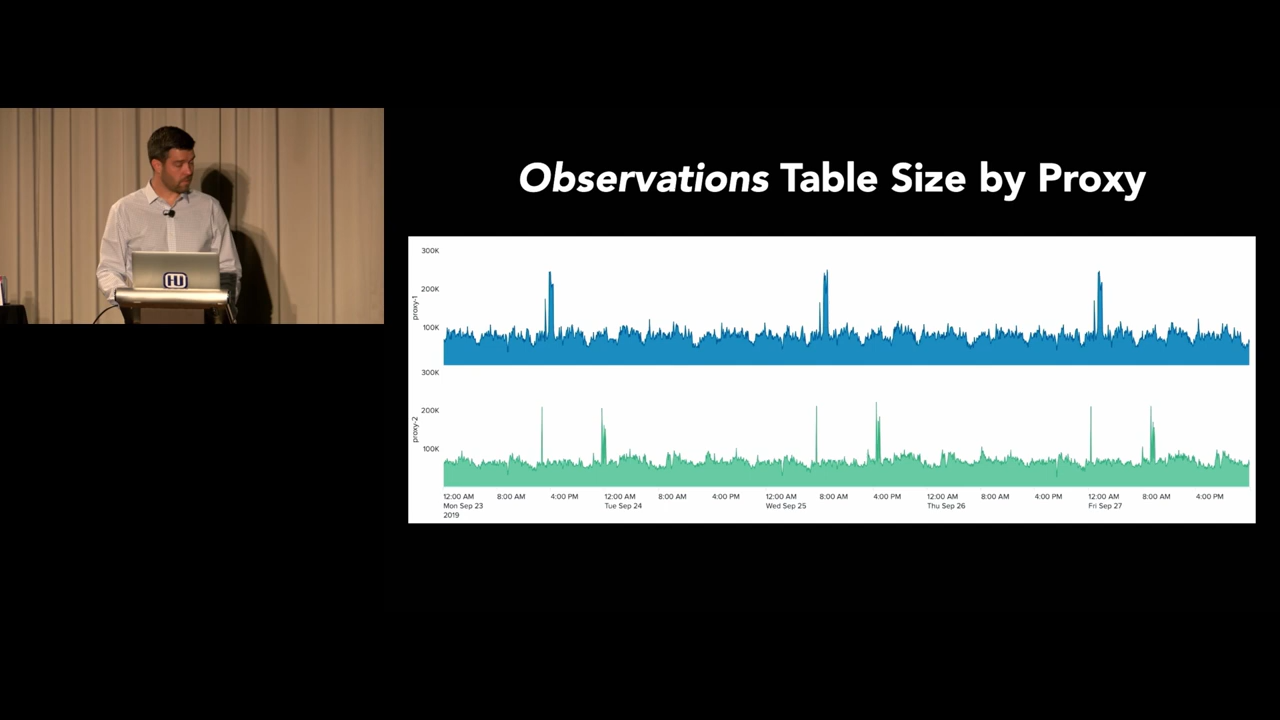 Observations Table Size by Proxy
300K
200K
100K
proxy-1
300K
200K
100K
proxy-2
12:00 AM 8:00 AM 4:00 PM 12:00 AM 8:00 AM 4:00 PM 12:00 AM 8:00 AM 4:00 PM 12:00 AM 8:00 AM 4:00 PM 12:00 AM 8:00 AM 4:00 PM
Mon Sep 23 Tue Sep 24 Wed Sep 25 Thu Sep 26 Fri Sep 27
2019
HU